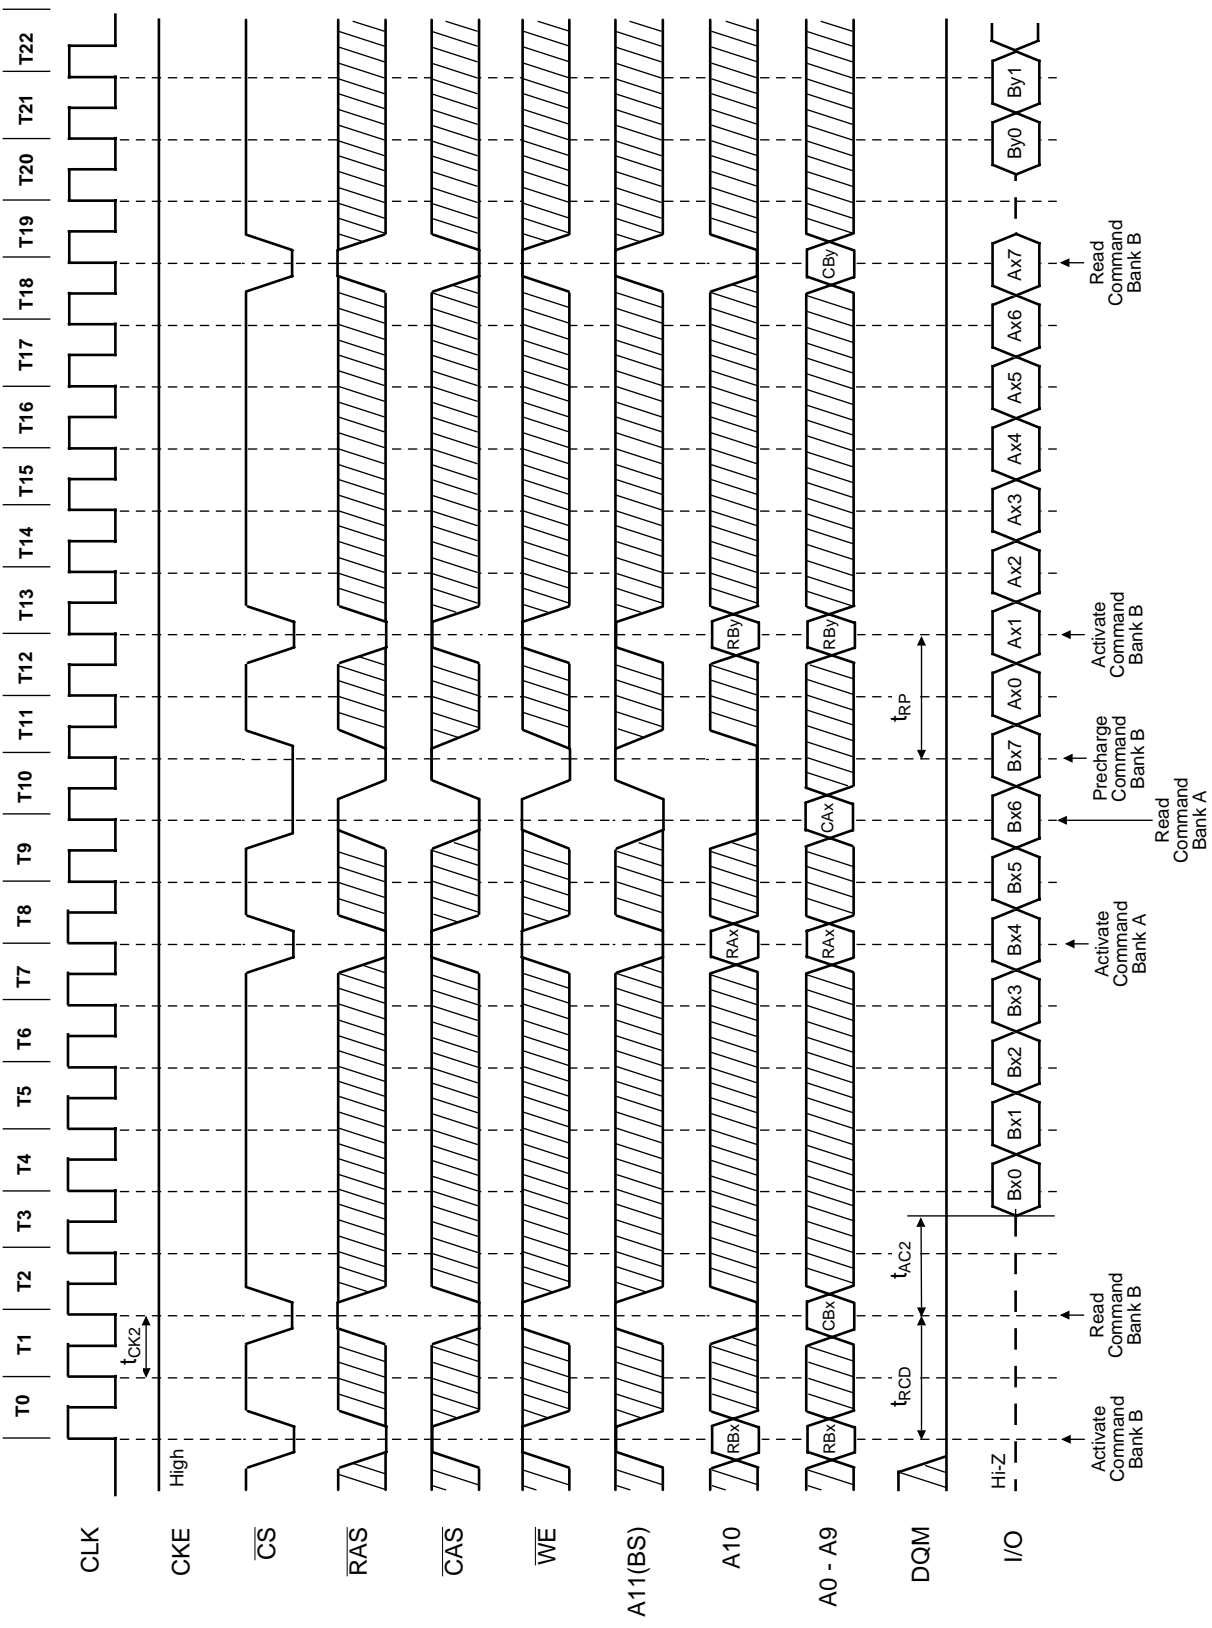 T0 T1 T2 T3 T4 T5 T6 T7 T8 T9 T10 T11 T12 T13 T14 T15 T16 T17 T18 T19 T20 T21 T22
CLK
tCK2
CKE
High
CS
RAS
CAS
WE
A11(BS)
A10
RBx RAx RBy
A0 - A9
RBx CBx RAx CAx RBy CBy
DQM
tRCD tAC2 tRP
I/O
Hi-Z
Bx0 Bx1 Bx2 Bx3 Bx4 Bx5 Bx6 Bx7 Ax0 Ax1 Ax2 Ax3 Ax4 Ax5 Ax6 Ax7 By0 By1
Activate
Command
Bank B
Read
Command
Bank B
Activate
Command
Bank A
Read
Command
Bank A
Precharge
Command
Bank B
Activate
Command
Bank B
Read
Command
Bank B